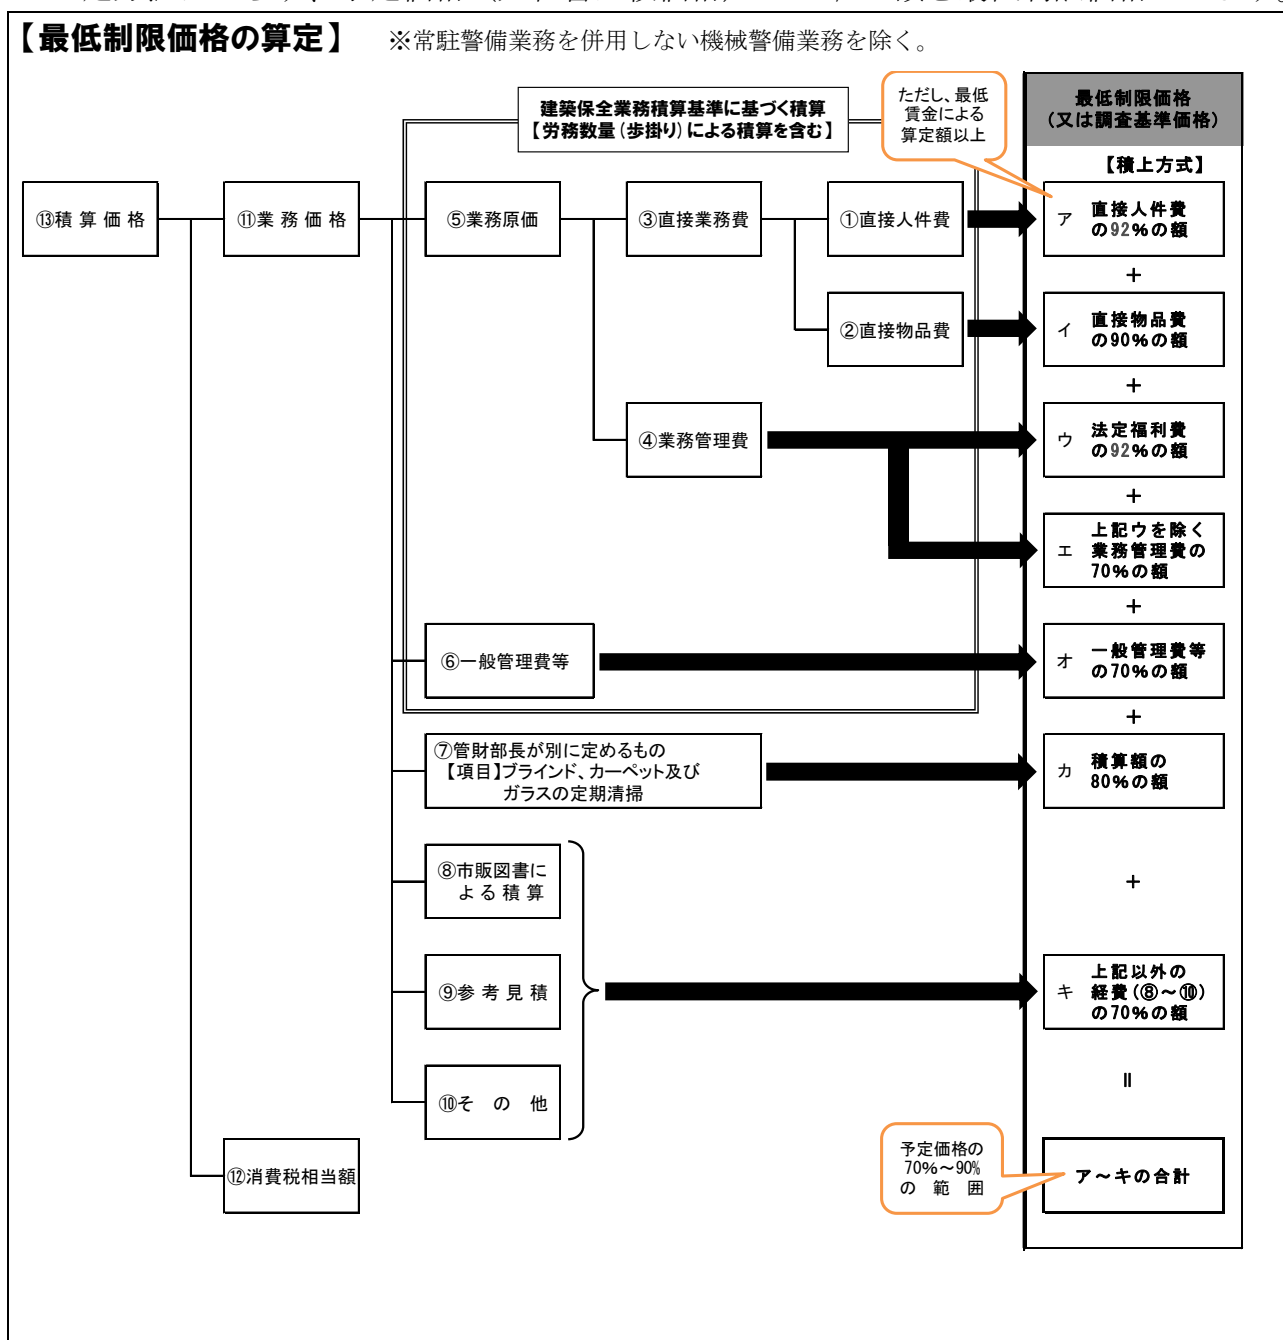 【最低制限価格の算定】 ※常駐警備業務を併用しない機械警備業務を除く。
建築保全業務積算基準に基づく積算
【労務数量（歩掛り）による積算を含む】
ただし、最低
賃金による
算定額以上
最低制限価格
（又は調査基準価格）
【積上方式】
⑬積算価格
⑪業務価格
⑤業務原価
③直接業務費
①直接人件費
ア 直接人件費
の92％の額
＋
②直接物品費
イ 直接物品費
の90％の額
＋
④業務管理費
ウ 法定福利費
の92％の額
＋
エ 上記ウを除く
業務管理費の
70％の額
＋
⑥一般管理費等
オ 一般管理費等
の70％の額
＋
⑦管財部長が別に定めるもの
【項目】ブラインド、カーペット及び
ガラスの定期清掃
カ 積算額の
80％の額
＋
⑧市販図書に
よる積算
⑨参考見積
⑩その他
キ 上記以外の
経費（⑧～⑩）
の70％の額
＝
⑫消費税相当額
予定価格の
70％～90％
の範囲
ア～キの合計